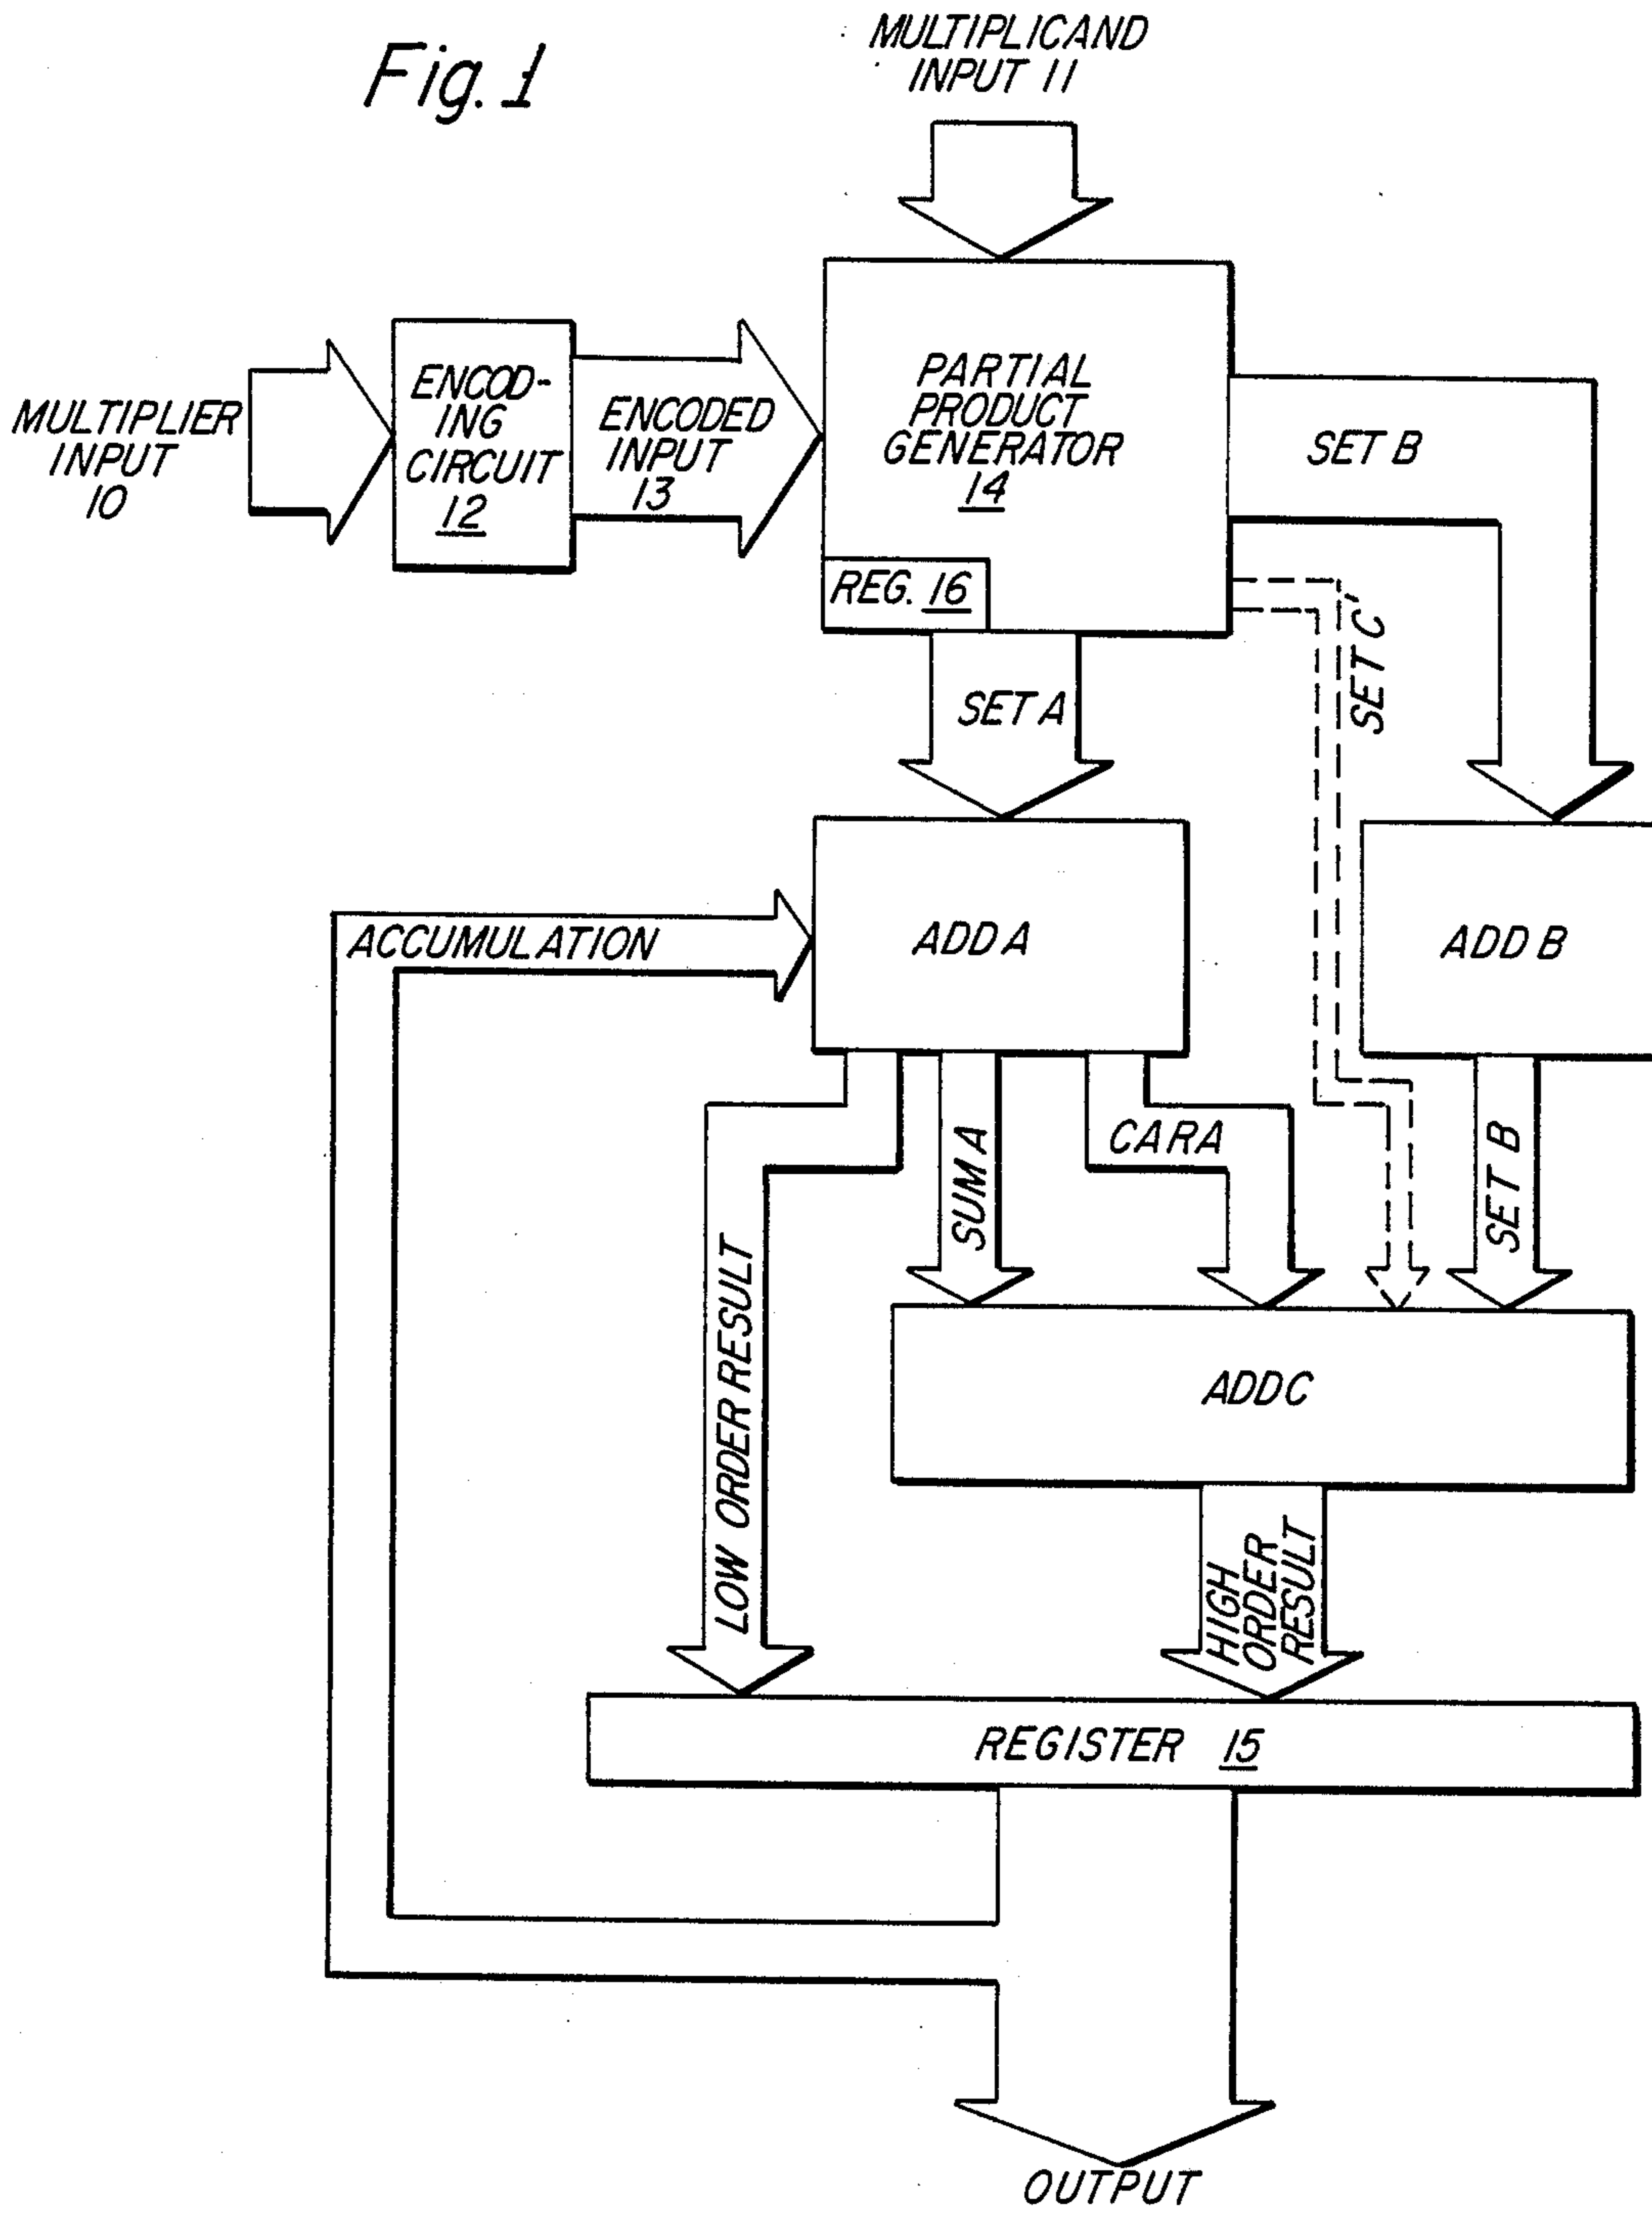 Fig. 1
MULTIPLICAND
INPUT 11
MULTIPLIER
INPUT
10
ENCOD-
ING
CIRCUIT
12
ENCODED
INPUT
13
PARTIAL
PRODUCT
GENERATOR
14
REG. 16
SET B
SET C'
SET A
ACCUMULATION
ADD A
ADD B
LOW ORDER RESULT
SUM A
CARA
SET B
ADD C
HIGH
ORDER
RESULT
REGISTER 15
OUTPUT